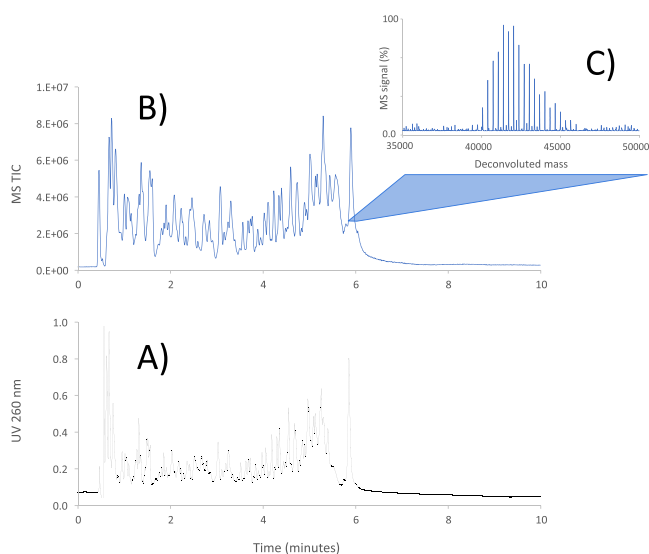 100
MS signal (%)
C)
0.0
35000 40000 45000 50000
Deconvoluted mass
1.E+07
B)
8.E+06
MS TIC
6.E+06
4.E+06
2.E+06
0.E+00
0 2 4 6 8 10
1.0
A)
0.8
UV 260 nm
0.6
0.4
0.2
0.0
0 2 4 6 8 10
Time (minutes)